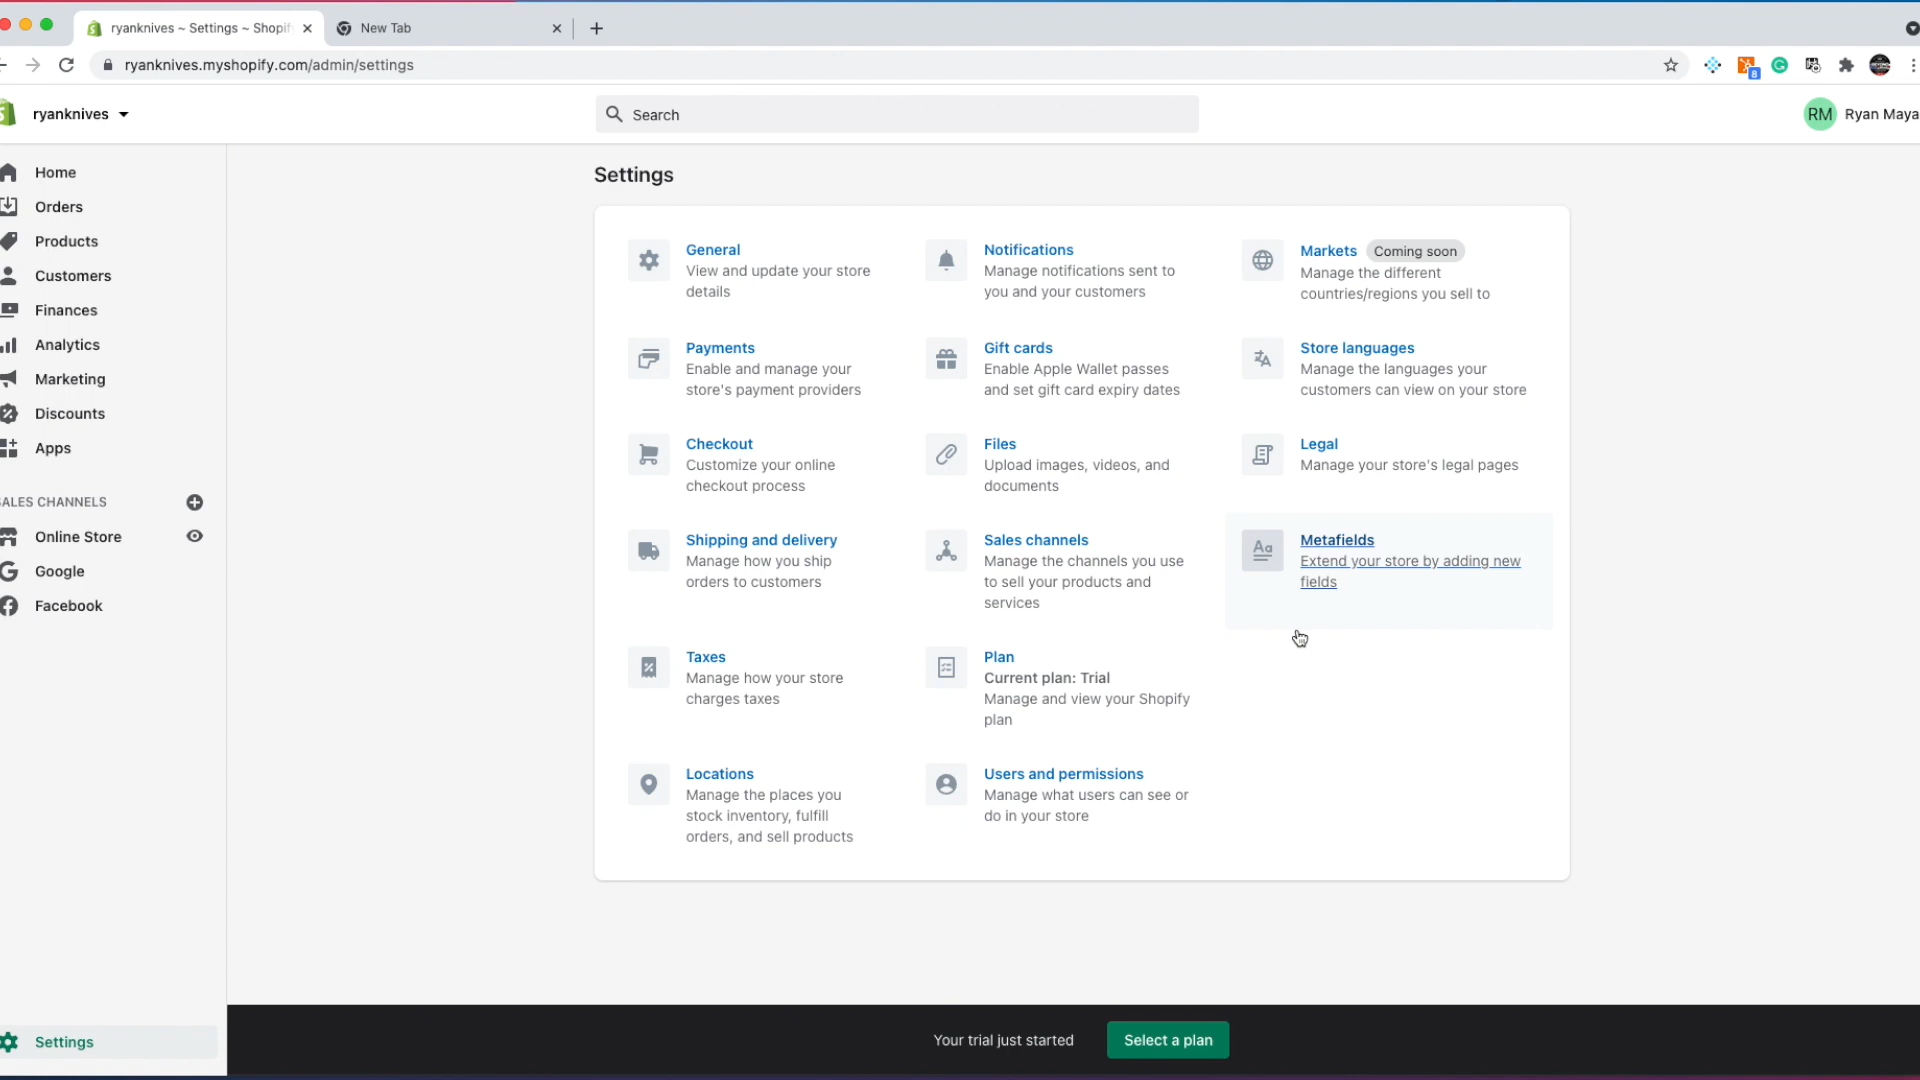 ryanknives ~ Settings ~ Shopif
New Tab
ryanknives.myshopify.com/admin/settings
8
ryanknives
Search
RM Ryan Maya
Home
Orders
Products
Customers
Finances
Analytics
Marketing
Discounts
Apps
ALES CHANNELS
Online Store
Google
Facebook
Settings
Settings
General
View and update your store
details
Notifications
Manage notifications sent to
you and your customers
Markets Coming soon
Manage the different
countries/regions you sell to
Payments
Enable and manage your
store's payment providers
Gift cards
Enable Apple Wallet passes
and set gift card expiry dates
Store languages
Manage the languages your
customers can view on your store
Checkout
Customize your online
checkout process
Files
Upload images, videos, and
documents
Legal
Manage your store's legal pages
Shipping and delivery
Manage how you ship
orders to customers
Sales channels
Manage the channels you use
to sell your products and
services
Aa
Metafields
Extend your store by adding new
fields
Taxes
Manage how your store
charges taxes
Plan
Current plan: Trial
Manage and view your Shopify
plan
Locations
Manage the places you
stock inventory, fulfill
orders, and sell products
Users and permissions
Manage what users can see or
do in your store
Your trial just started
Select a plan